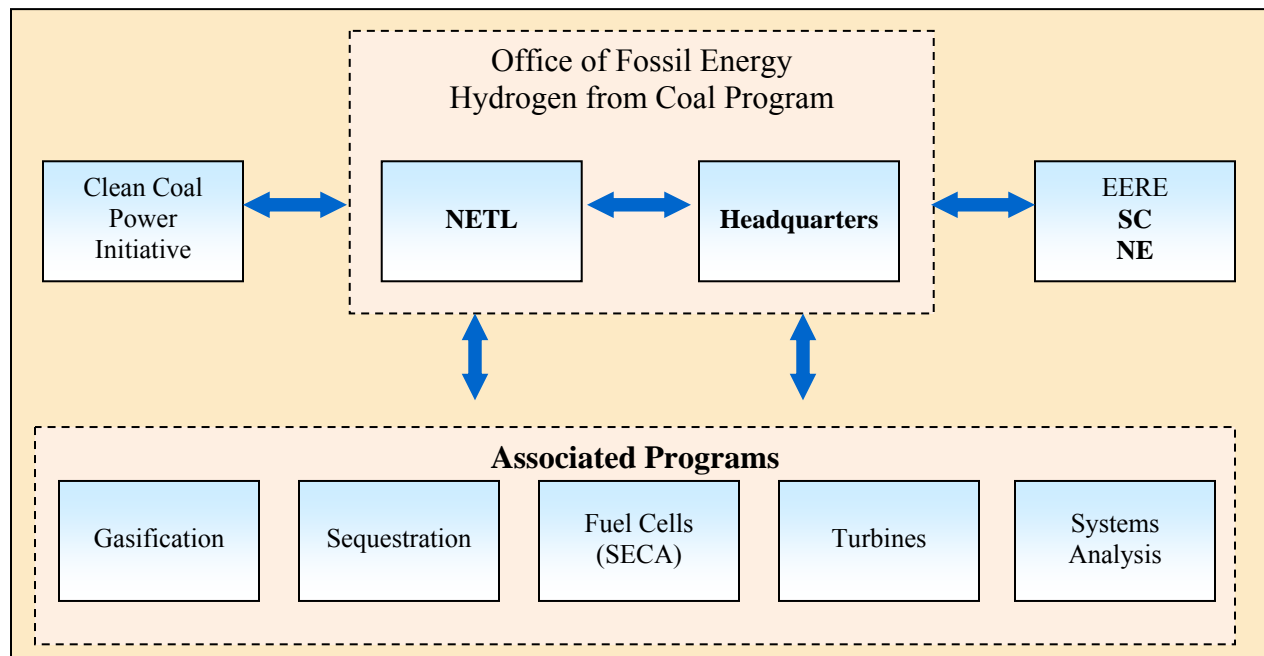 Office of Fossil Energy
Hydrogen from Coal Program
Clean Coal
Power
Initiative
NETL
Headquarters
EERE
SC
NE
Associated Programs
Gasification
Sequestration
Fuel Cells
(SECA)
Turbines
Systems
Analysis